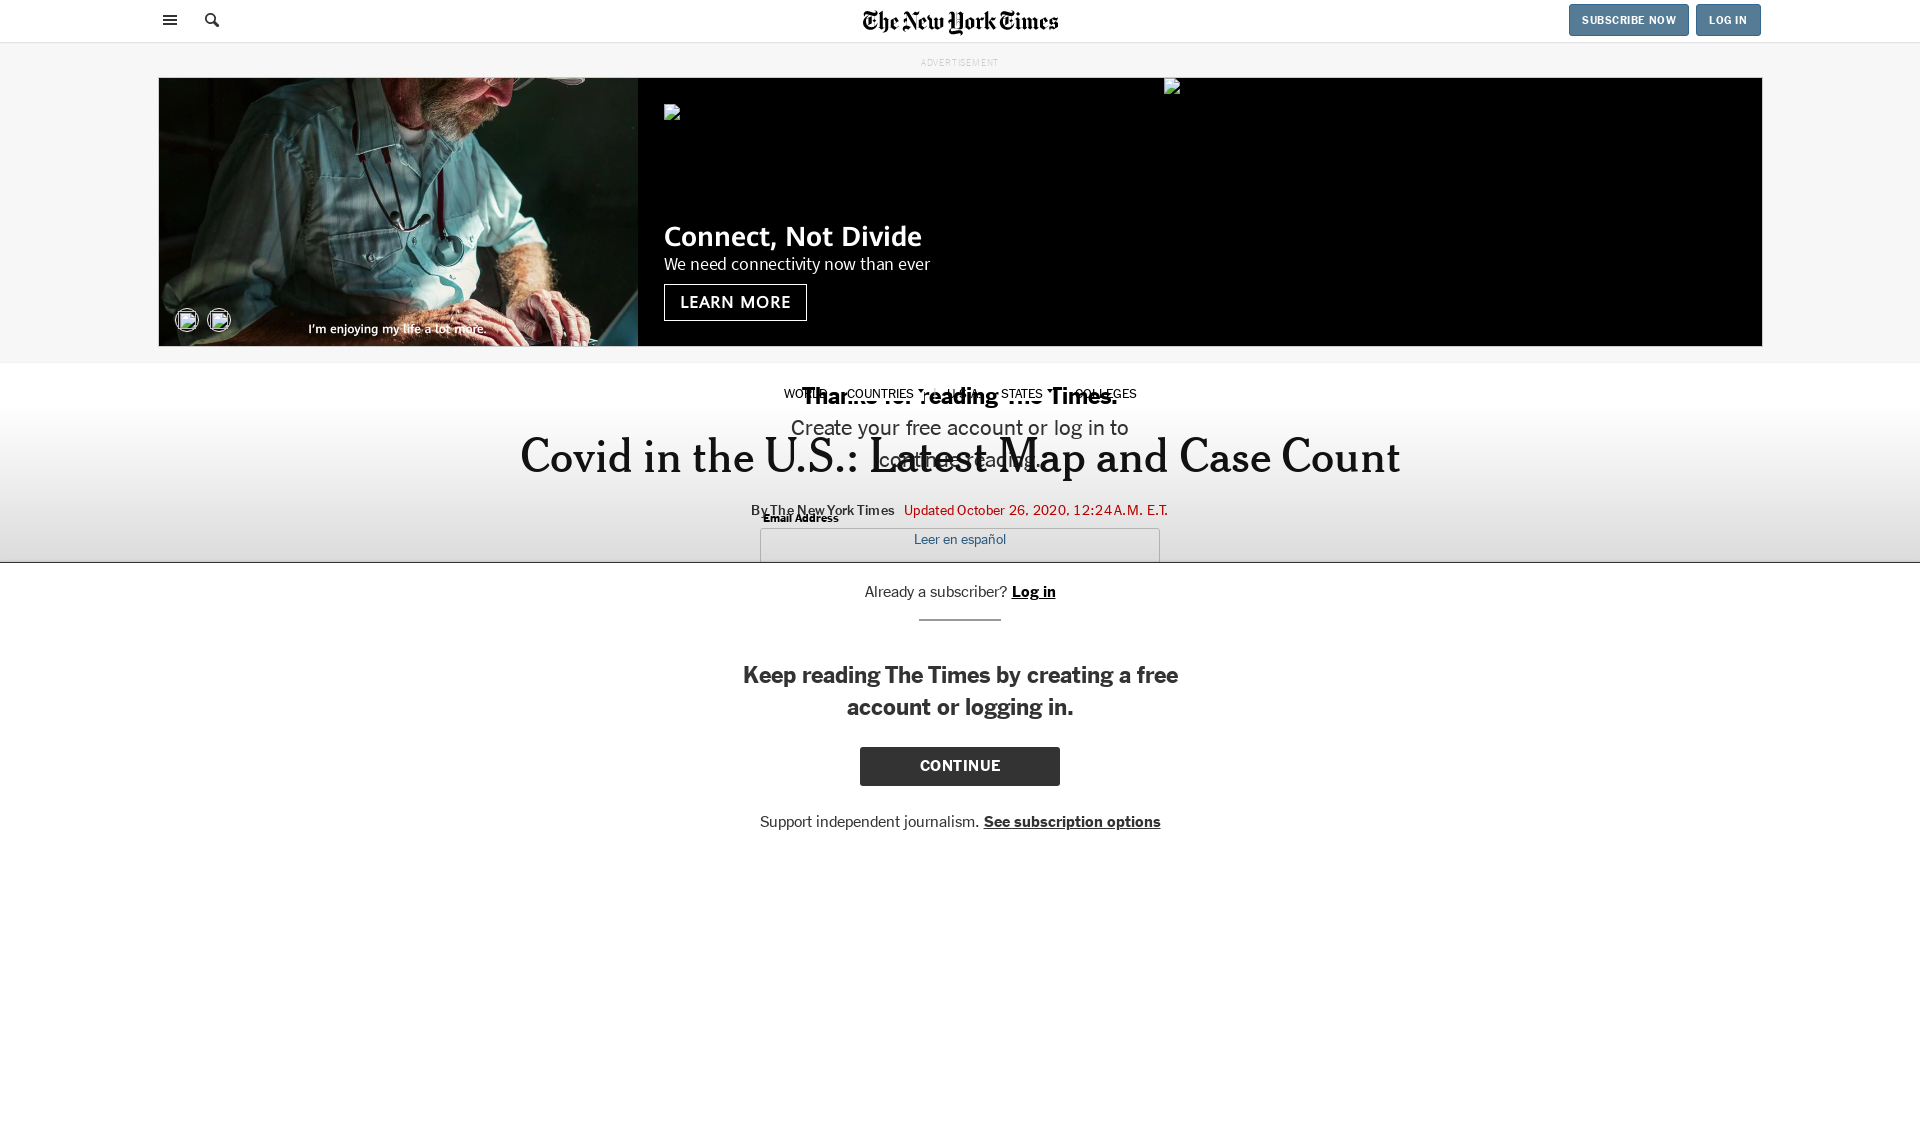 The New York Times
SUBSCRIBE NOW
LOG IN
ADVERTISEMENT
Connect, Not Divide
We need connectivity now than ever
LEARN MORE
I'm enjoying my life a lot more.
WORLD COUNTRIES U.S.A. STATES COLLEGES
Thanks for reading The Times.
Create your free account or log in to
continue reading.
Covid in the U.S.: Latest Map and Case Count
By The New York Times Updated October 26, 2020, 12:24 A.M. E.T.
Email Address
Leer en español
Already a subscriber? Log in
Keep reading The Times by creating a free
account or logging in.
CONTINUE
Support independent journalism. See subscription options